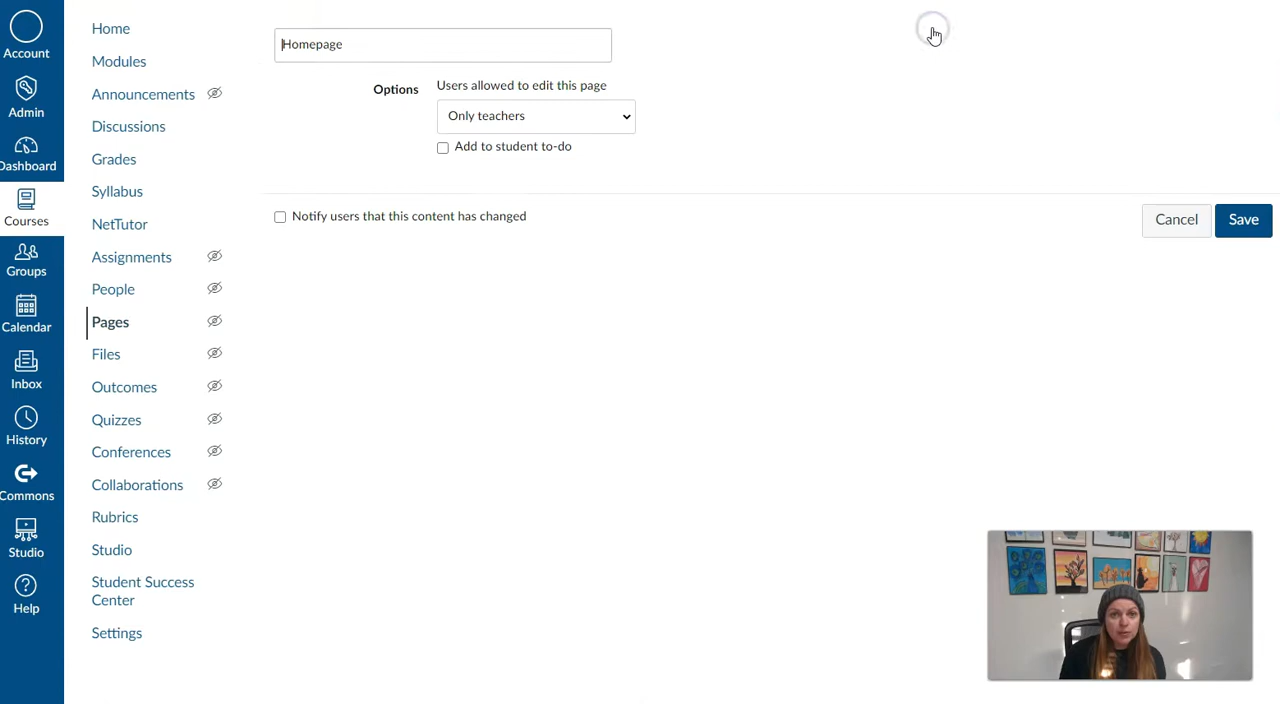 Account
Admin
Dashboard
Courses
Groups
Calendar
Inbox
History
Commons
Studio
Help
Home
Modules
Announcements
Discussions
Grades
Syllabus
NetTutor
Assignments
People
Pages
Files
Outcomes
Quizzes
Conferences
Collaborations
Rubrics
Studio
Student Success
Center
Settings
Homepage
Options
Users allowed to edit this page
Only teachers
Add to student to-do
Notify users that this content has changed
Cancel
Save